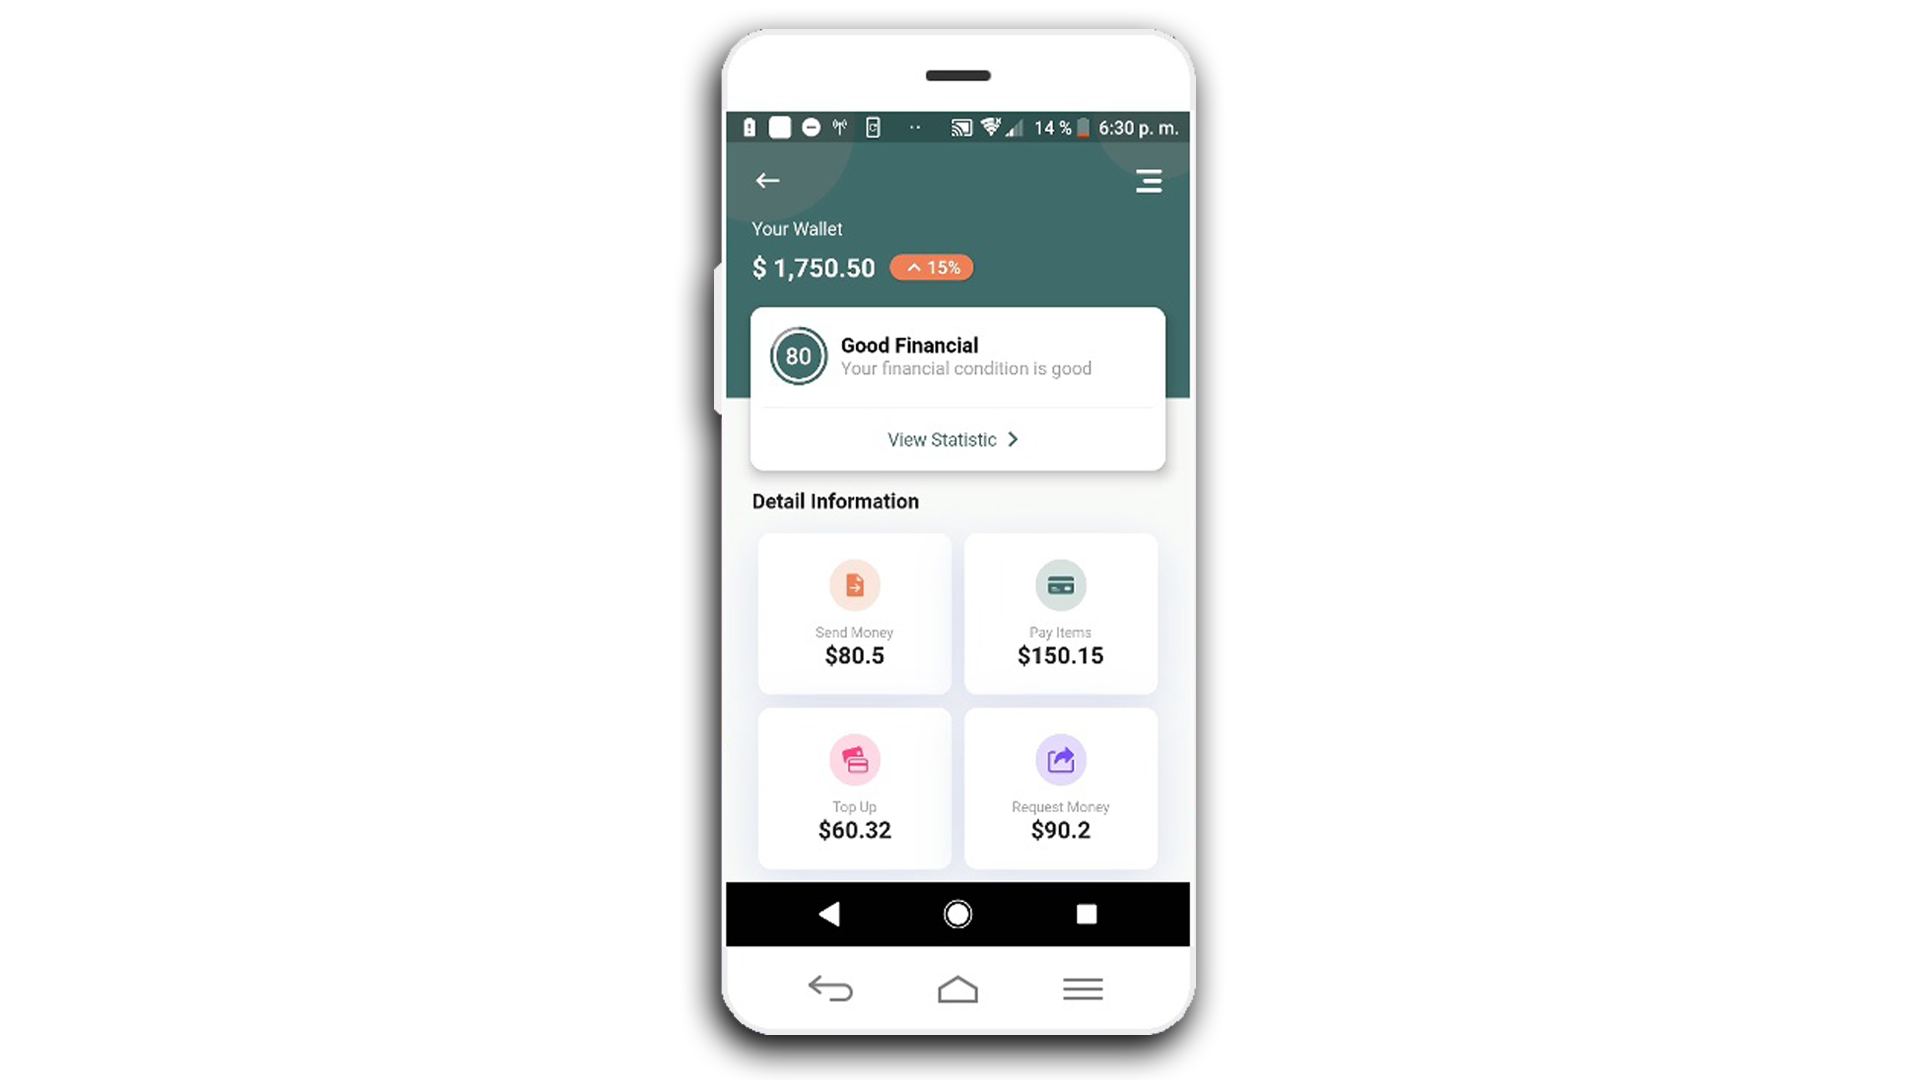 14 % 6:30 p. m.
Your Wallet
$ 1,750.50 15%
80 Good Financial
Your financial condition is good
View Statistic
Detail Information
Send Money
$80.5
Pay Items
$150.15
Top Up
$60.32
Request Money
$90.2